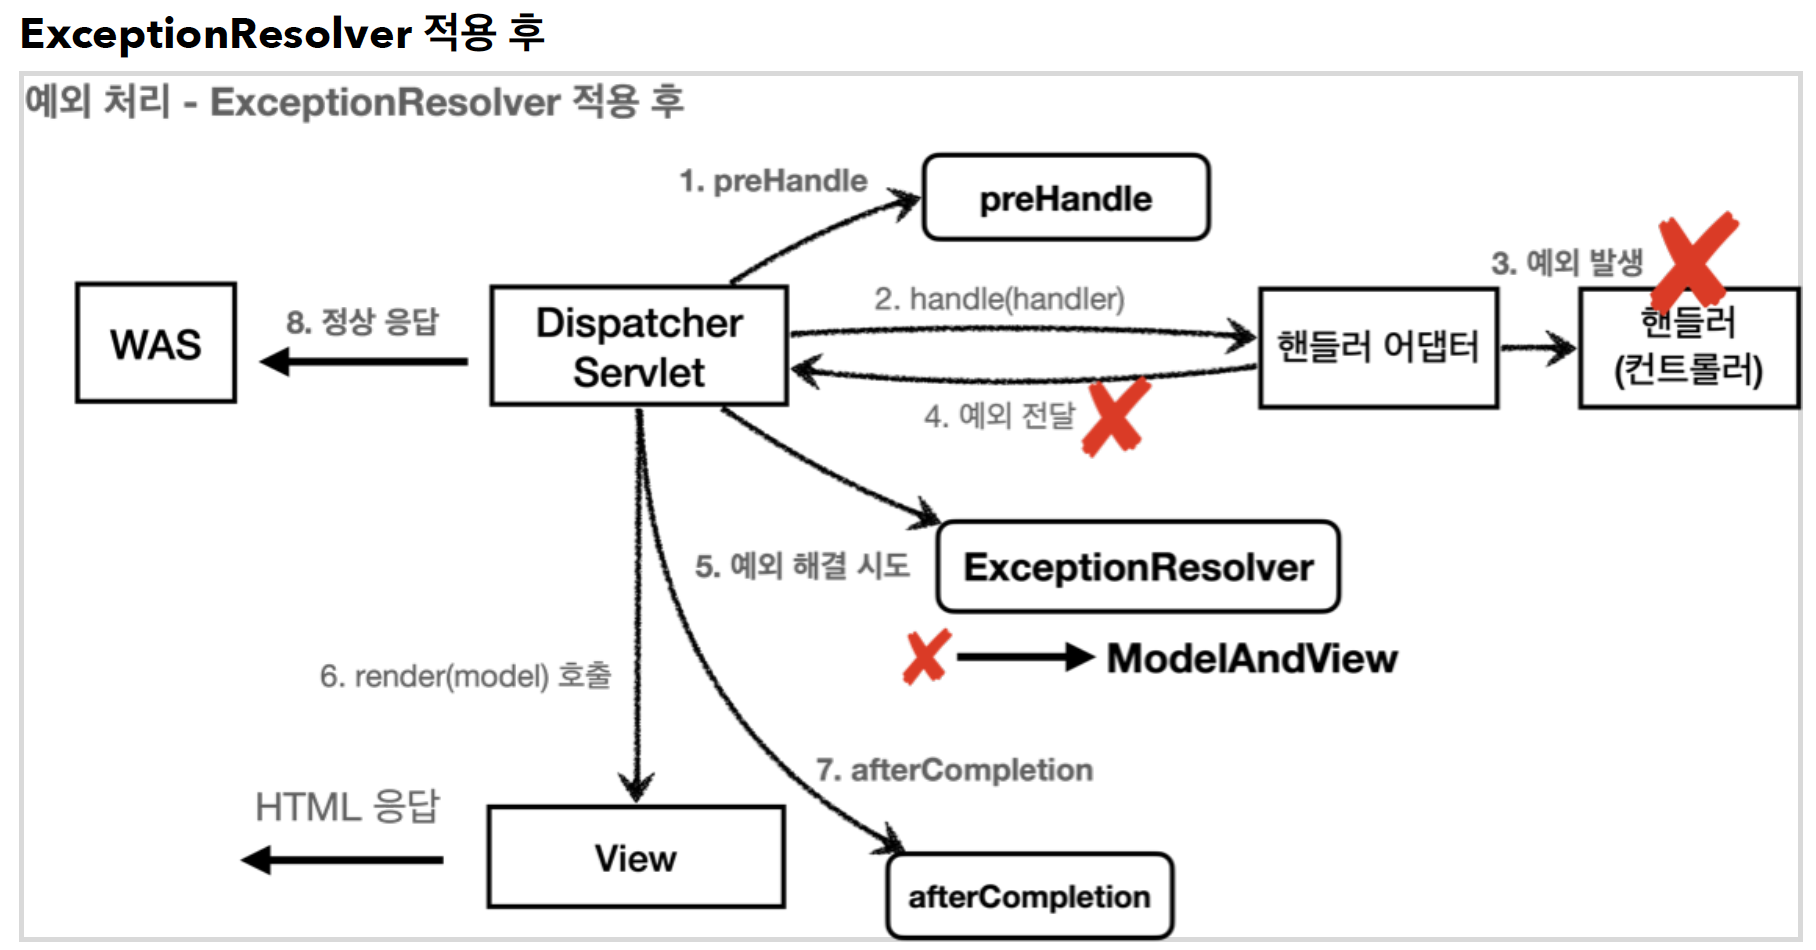 ExceptionResolver 적용 후
예외 처리 - ExceptionResolver 적용 후
1. preHandle
preHandle
3. 예외 발생
WAS
8. 정상 응답
Dispatcher
Servlet
2. handle(handler)
핸들러 어댑터
핸들러
(컨트롤러)
4. 예외 전달
5. 예외 해결 시도
ExceptionResolver
ModelAndView
6. render(model) 호출
7. afterCompletion
HTML 응답
View
afterCompletion